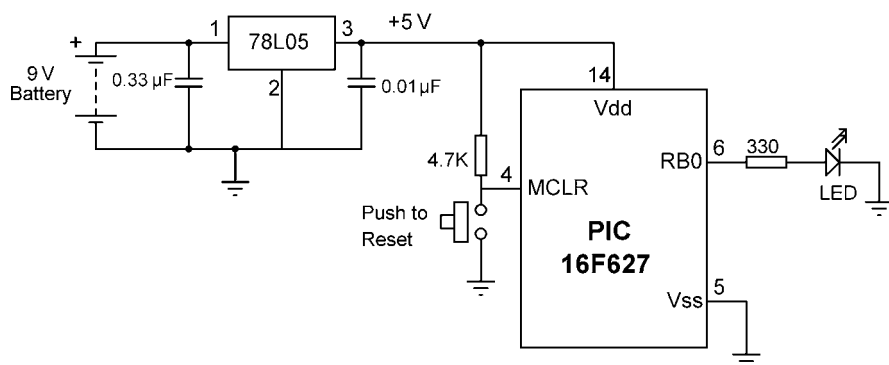 +
9 V
Battery
0.33 µF
1
78L05
3
2
+5 V
0.01µF
4.7K
Push to
Reset
4
14
Vdd
MCLR
PIC
16F627
RB0
6
330
LED
Vss
5